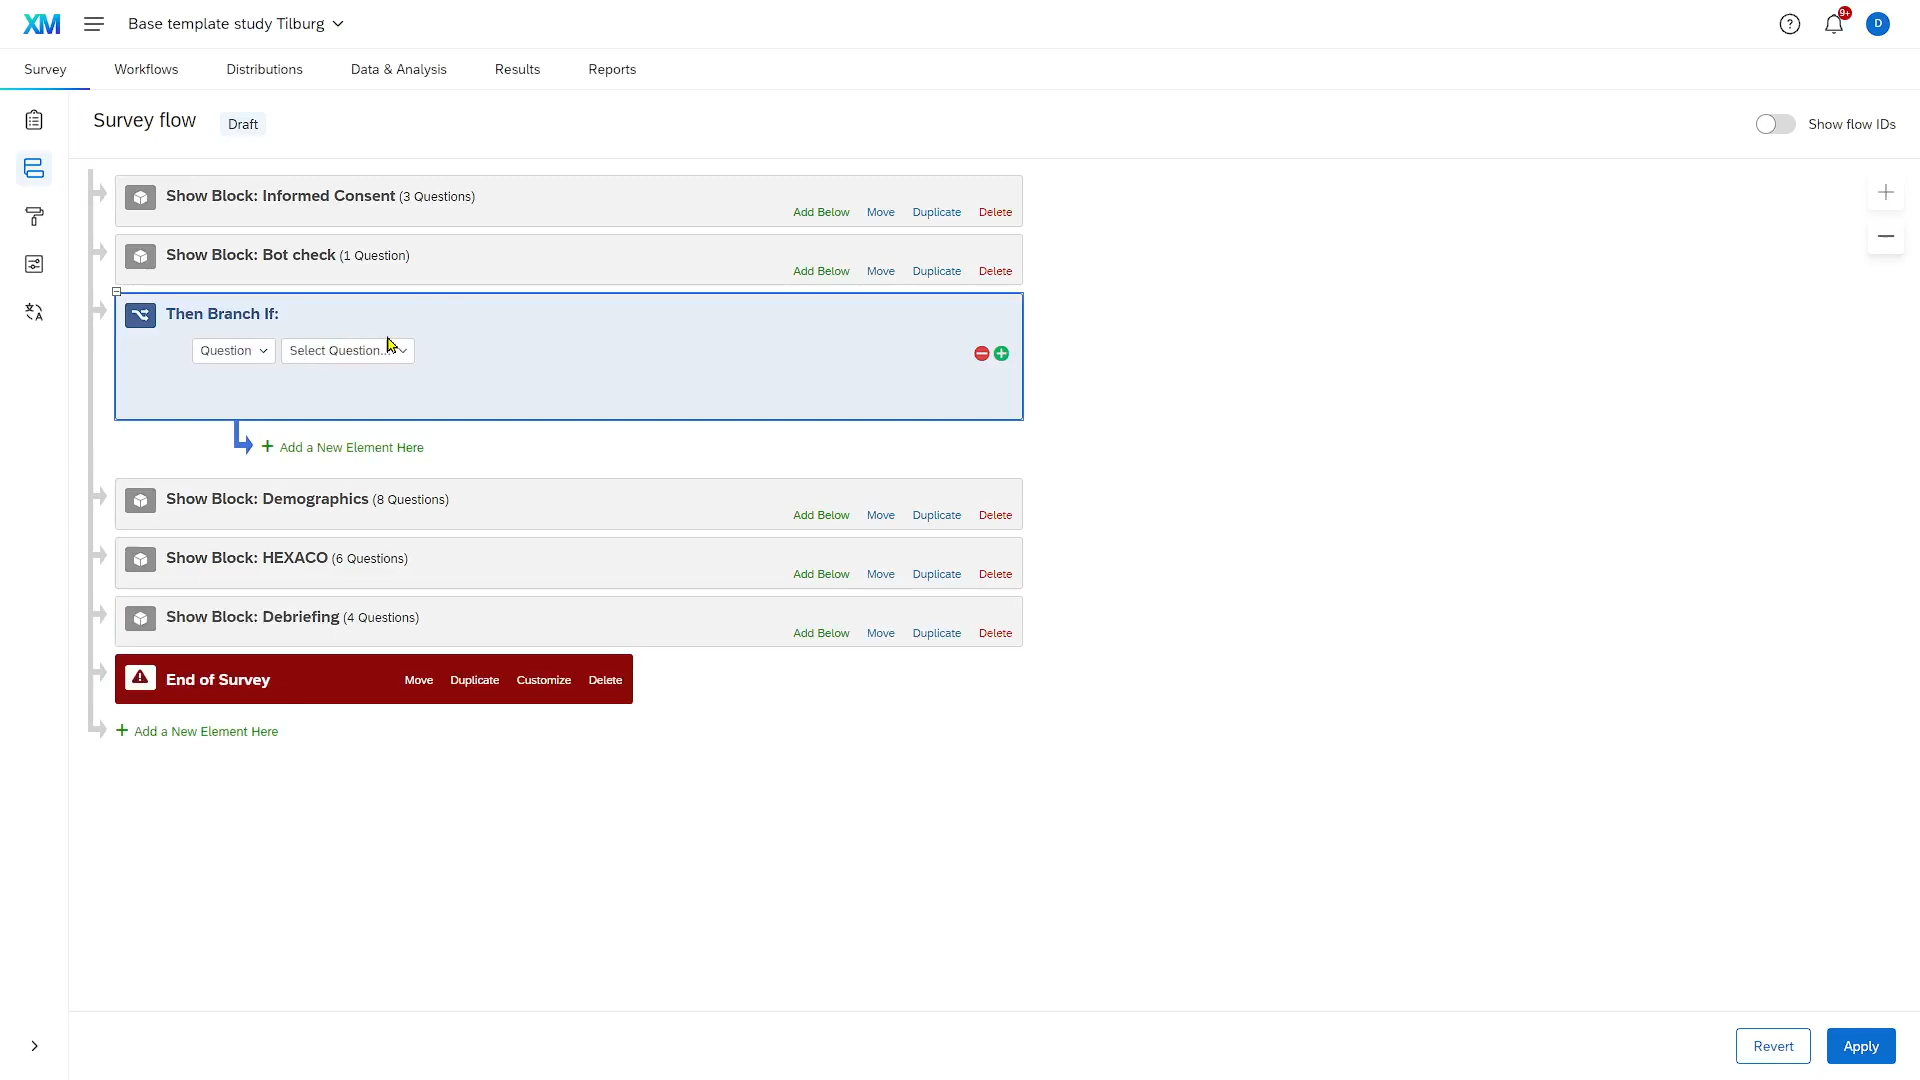 XM
Base template study Tilburg
9+
D
Survey
Workflows
Distributions
Data & Analysis
Results
Reports
Survey flow
Draft
Show flow IDs
Show Block: Informed Consent (3 Questions)
Add Below Move Duplicate Delete
Show Block: Bot check (1 Question)
Add Below Move Duplicate Delete
Then Branch If:
Question Select Question...
+ Add a New Element Here
Show Block: Demographics (8 Questions)
Add Below Move Duplicate Delete
Show Block: HEXACO (6 Questions)
Add Below Move Duplicate Delete
Show Block: Debriefing (4 Questions)
Add Below Move Duplicate Delete
End of Survey Move Duplicate Customize Delete
+ Add a New Element Here
Revert
Apply